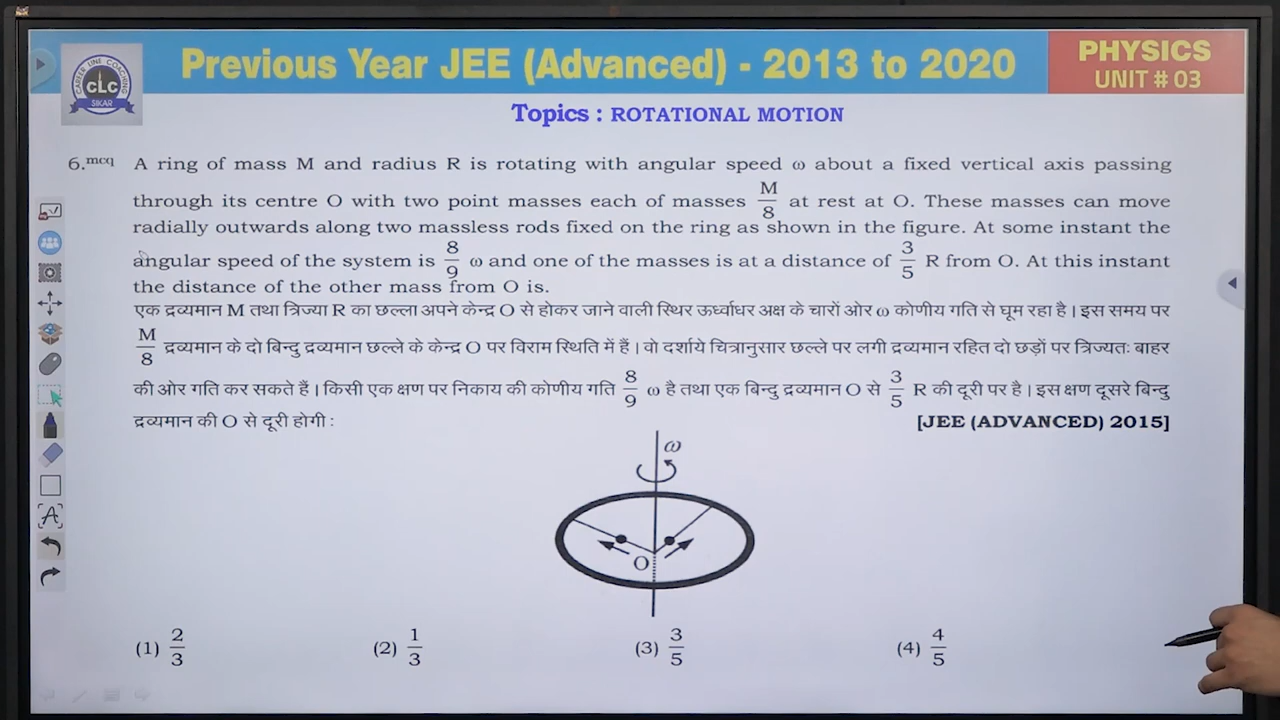 Previous Year JEE (Advanced) - 2013 to 2020
PHYSICS
UNIT # 03
CAREER LINE COACHING
CLC
SIKAR
Topics : ROTATIONAL MOTION
6.mcq A ring of mass M and radius R is rotating with angular speed ω about a fixed vertical axis passing
through its centre O with two point masses each of masses M/8 at rest at O. These masses can move
radially outwards along two massless rods fixed on the ring as shown in the figure. At some instant the
angular speed of the system is 8/9 ω and one of the masses is at a distance of 3/5 R from O. At this instant
the distance of the other mass from O is.
एक द्रव्यमान M तथा त्रिज्या R का छल्ला अपने केन्द्र O से होकर जाने वाली स्थिर ऊर्ध्वाधर अक्ष के चारों ओर ω कोणीय गति से घूम रहा है। इस समय पर
M/8 द्रव्यमान के दो बिन्दु द्रव्यमान छल्ले के केन्द्र O पर विराम स्थिति में हैं। वो दर्शाये चित्रानुसार छल्ले पर लगी द्रव्यमान रहित दो छड़ों पर त्रिज्यतः बाहर
की ओर गति कर सकते हैं। किसी एक क्षण पर निकाय की कोणीय गति 8/9 ω है तथा एक बिन्दु द्रव्यमान O से 3/5 R की दूरी पर है। इस क्षण दूसरे बिन्दु
द्रव्यमान की O से दूरी होगी :
[JEE (ADVANCED) 2015]
ω
O
(1) 2/3 (2) 1/3 (3) 3/5 (4) 4/5